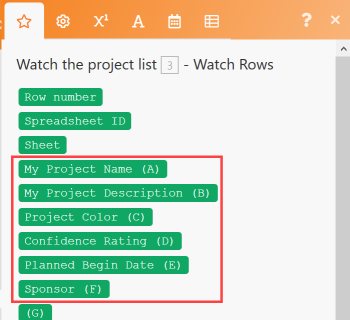 X¹ A ? ×
Watch the project list 3 - Watch Rows
Row number
Spreadsheet ID
Sheet
My Project Name (A)
My Project Description (B)
Project Color (C)
Confidence Rating (D)
Planned Begin Date (E)
Sponsor (F)
(G)